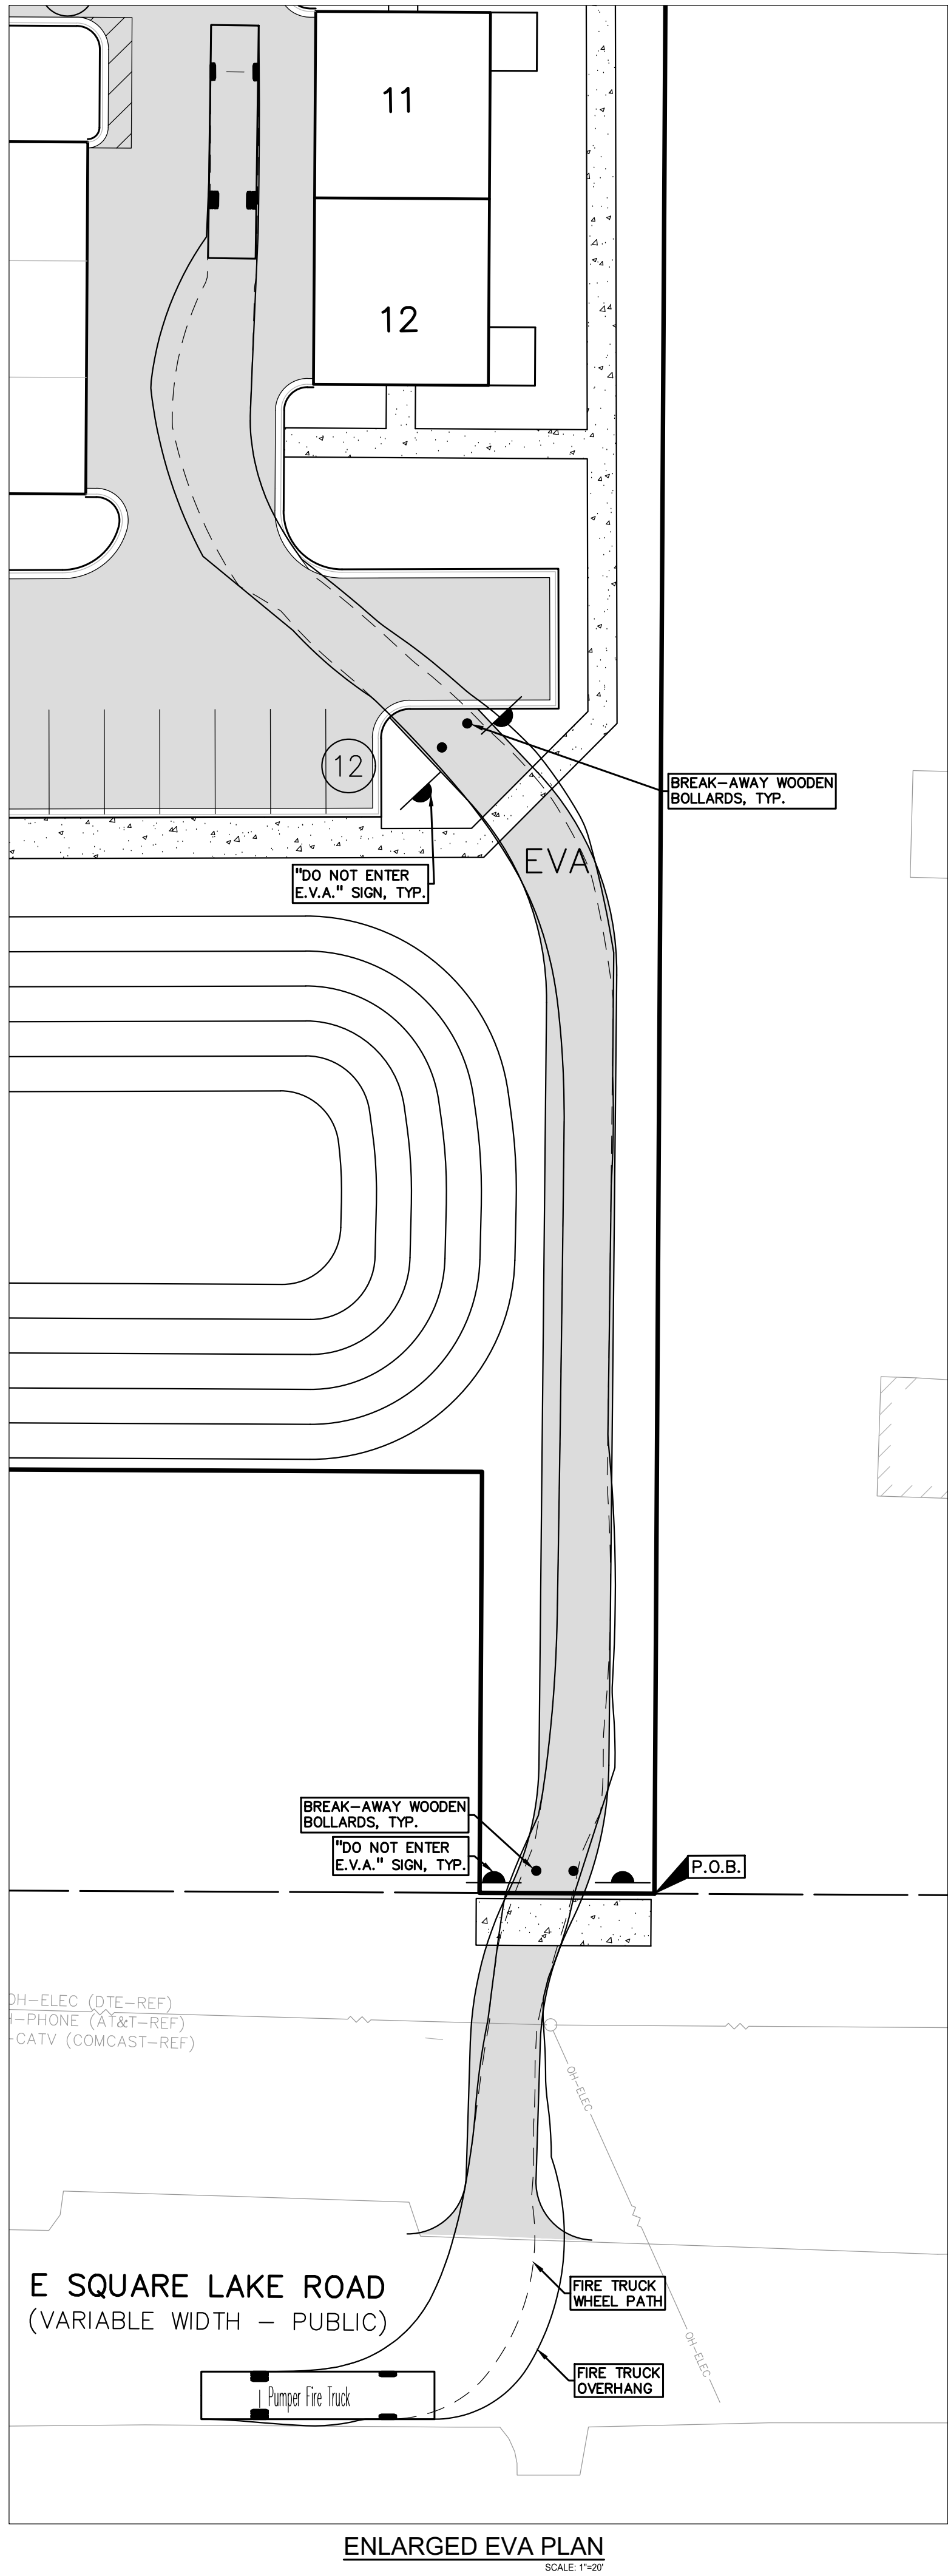 11
12
12
BREAK-AWAY WOODEN
BOLLARDS, TYP.
EVA
"DO NOT ENTER
E.V.A." SIGN, TYP.
BREAK-AWAY WOODEN
BOLLARDS, TYP.
"DO NOT ENTER
E.V.A." SIGN, TYP.
P.O.B.
OH-ELEC (DTE-REF)
H-PHONE (AT&T-REF)
-CATV (COMCAST-REF)
OH-ELEC
E SQUARE LAKE ROAD
(VARIABLE WIDTH - PUBLIC)
FIRE TRUCK
WHEEL PATH
OH-ELEC
FIRE TRUCK
OVERHANG
Pumper Fire Truck
ENLARGED EVA PLAN
SCALE: 1"=20'